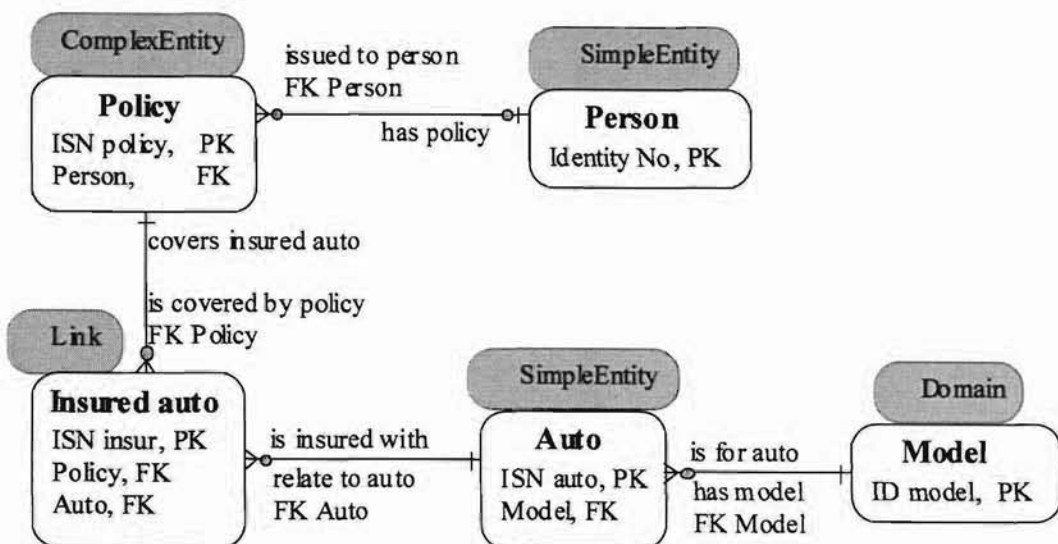 ComplexEntity
Policy
ISN policy, PK
Person, FK
issued to person
FK Person
has policy
SimpleEntity
Person
Identity No, PK
covers insured auto
is covered by policy
FK Policy
Link
Insured auto
ISN insur, PK
Policy, FK
Auto, FK
is insured with
relate to auto
FK Auto
SimpleEntity
Auto
ISN auto, PK
Model, FK
is for auto
has model
FK Model
Domain
Model
ID model, PK